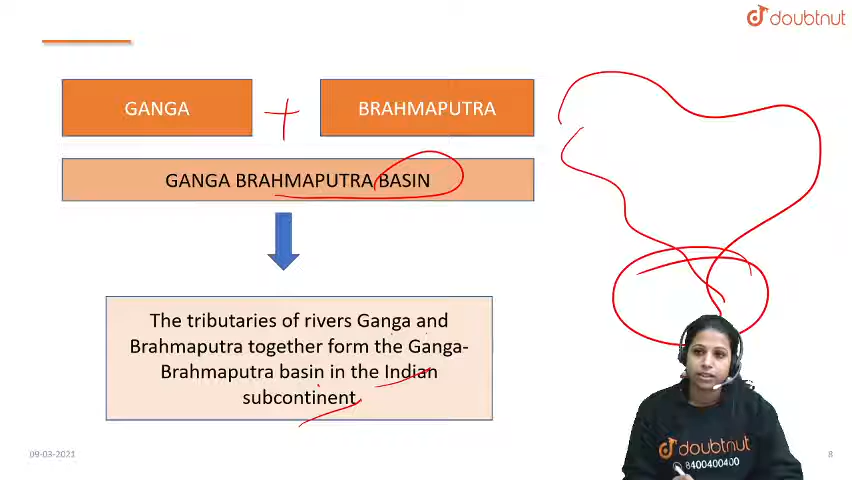 doubtnut
GANGA
BRAHMAPUTRA
GANGA BRAHMAPUTRA BASIN
The tributaries of rivers Ganga and
Brahmaputra together form the Ganga-
Brahmaputra basin in the Indian
subcontinent
doubtnut
8400400400
09-03-2021
8